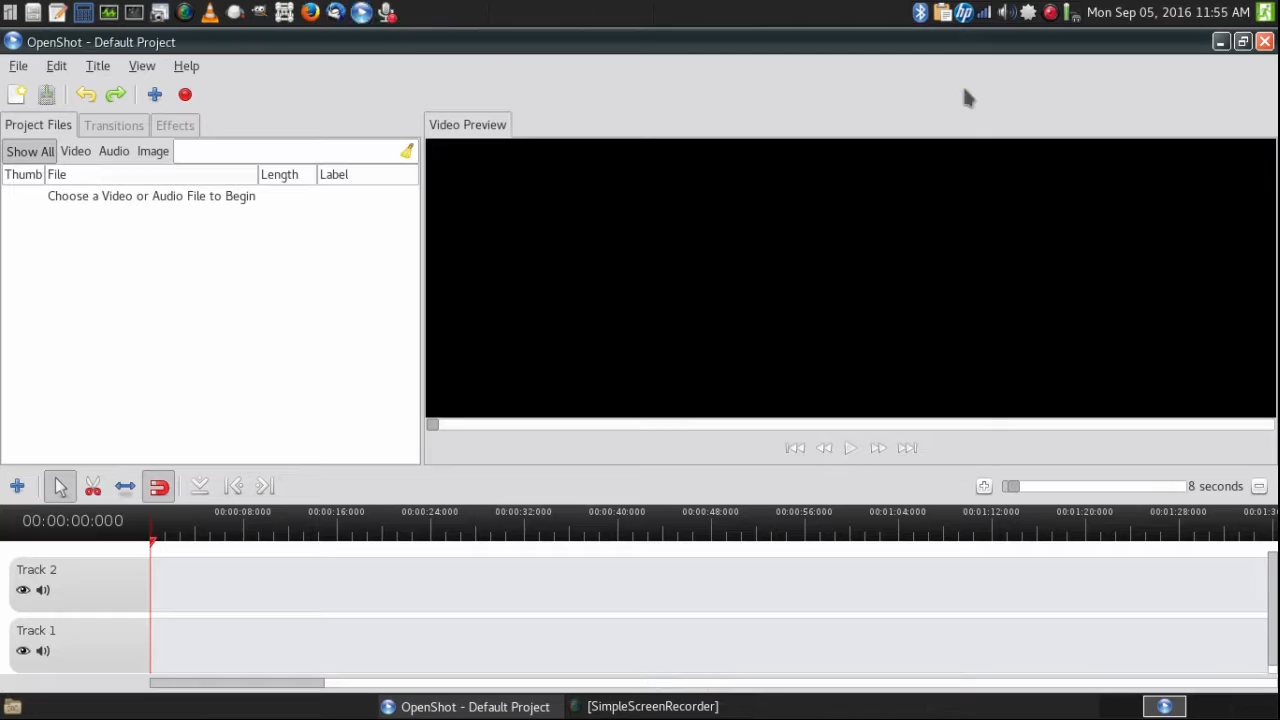 Mon Sep 05, 2016 11:55 AM
OpenShot - Default Project
File Edit Title View Help
Project Files Transitions Effects
Video Preview
Show All Video Audio Image
Thumb File Length Label
Choose a Video or Audio File to Begin
8 seconds
00:00:00:000
00:00:08:000 00:00:16:000 00:00:24:000 00:00:32:000 00:00:40:000 00:00:48:000 00:00:56:000 00:01:04:000 00:01:12:000 00:01:20:000 00:01:28:000 00:01:3
Track 2
Track 1
OpenShot - Default Project [SimpleScreenRecorder]